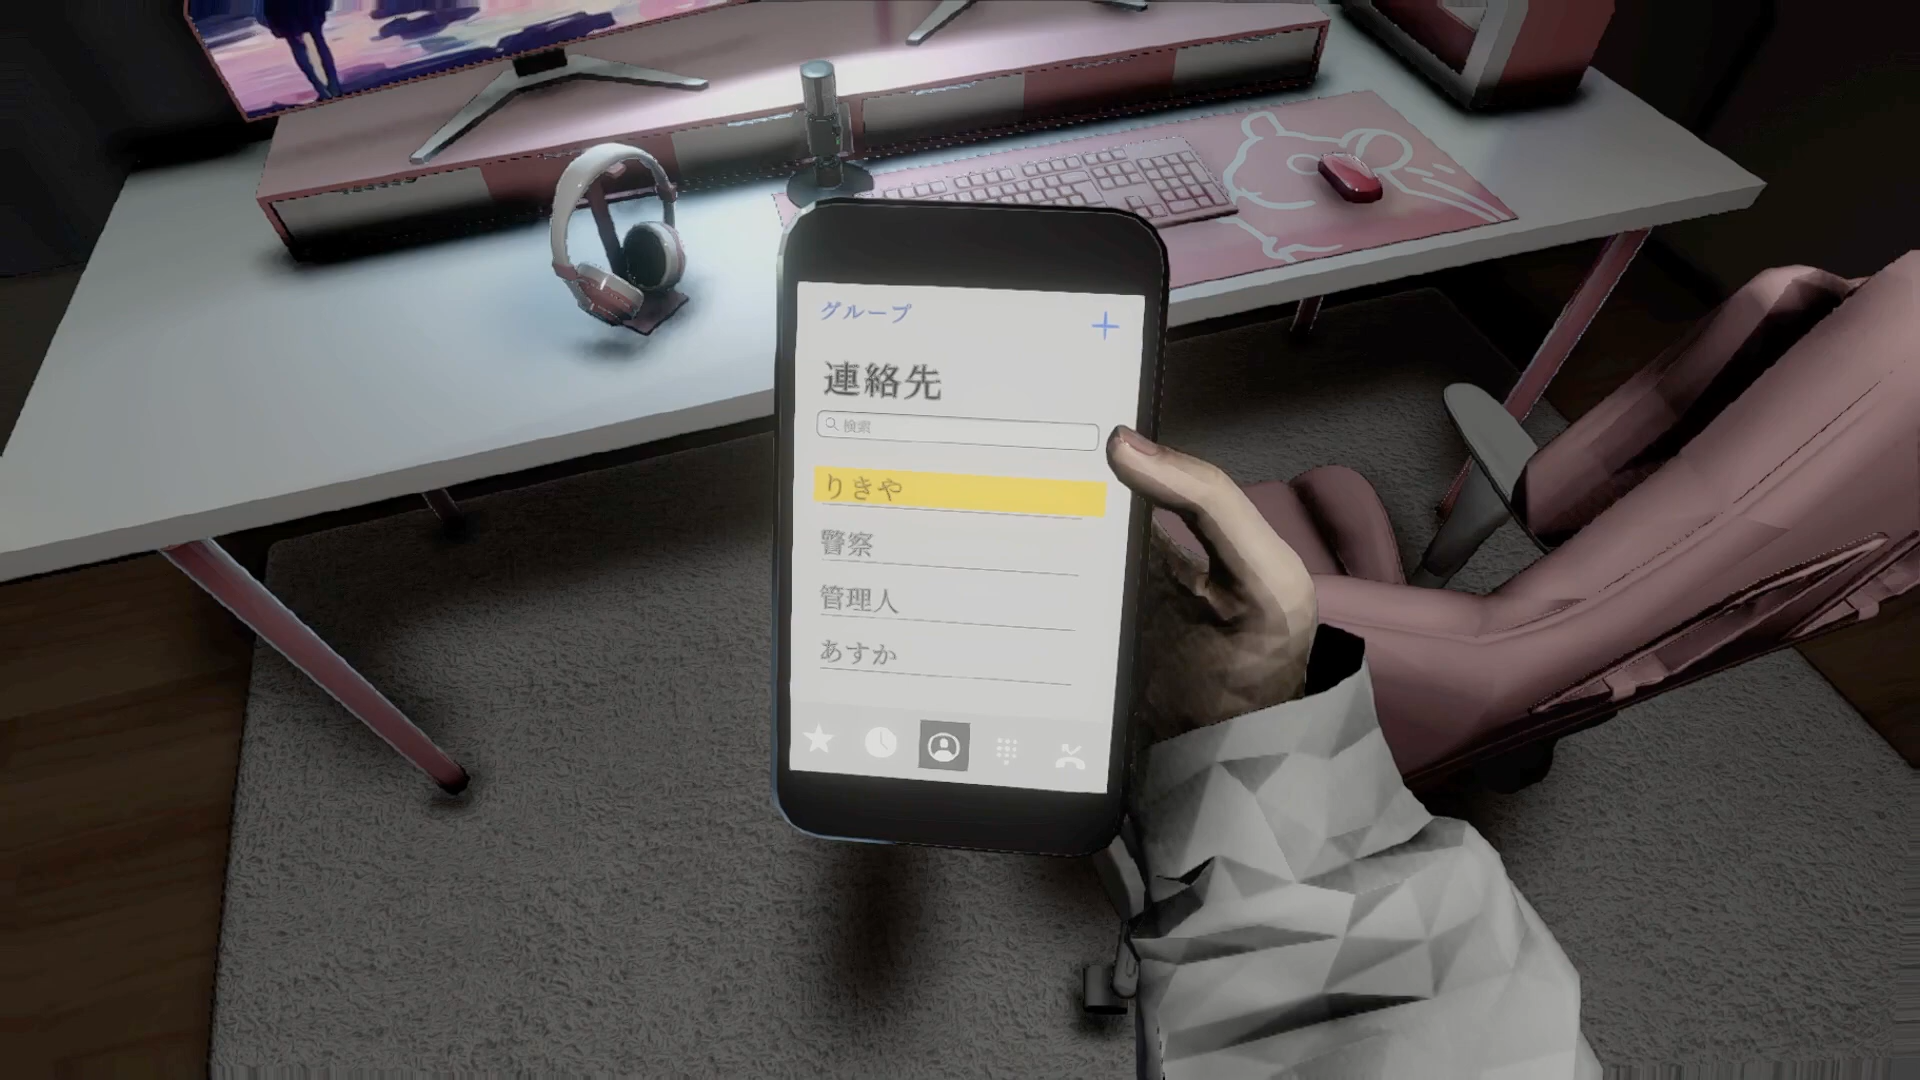 グループ
連絡先
検索
りきや
警察
管理人
あすか